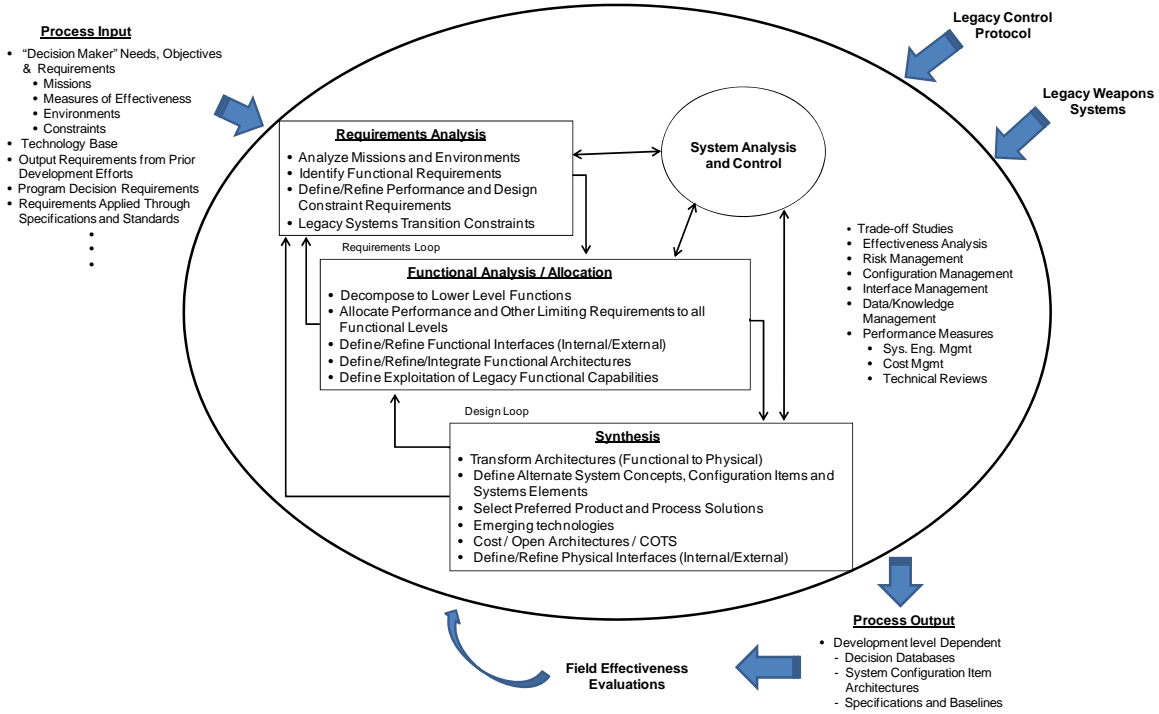 Process Input
• “Decision Maker” Needs, Objectives
& Requirements
• Missions
• Measures of Effectiveness
• Environments
• Constraints
• Technology Base
• Output Requirements from Prior
Development Efforts
• Program Decision Requirements
• Requirements Applied Through
Specifications and Standards
•
•
•
Legacy Control
Protocol
Legacy Weapons
Systems
Requirements Analysis
• Analyze Missions and Environments
• Identify Functional Requirements
• Define/Refine Performance and Design
Constraint Requirements
• Legacy Systems Transition Constraints
System Analysis
and Control
Requirements Loop
Functional Analysis / Allocation
• Decompose to Lower Level Functions
• Allocate Performance and Other Limiting Requirements to all
Functional Levels
• Define/Refine Functional Interfaces (Internal/External)
• Define/Refine/Integrate Functional Architectures
• Define Exploitation of Legacy Functional Capabilities
• Trade-off Studies
• Effectiveness Analysis
• Risk Management
• Configuration Management
• Interface Management
• Data/Knowledge
Management
• Performance Measures
• Sys. Eng. Mgmt
• Cost Mgmt
• Technical Reviews
Design Loop
Synthesis
• Transform Architectures (Functional to Physical)
• Define Alternate System Concepts, Configuration Items and
Systems Elements
• Select Preferred Product and Process Solutions
• Emerging technologies
• Cost / Open Architectures / COTS
• Define/Refine Physical Interfaces (Internal/External)
Process Output
• Development level Dependent
- Decision Databases
- System Configuration Item
Architectures
- Specifications and Baselines
Field Effectiveness
Evaluations